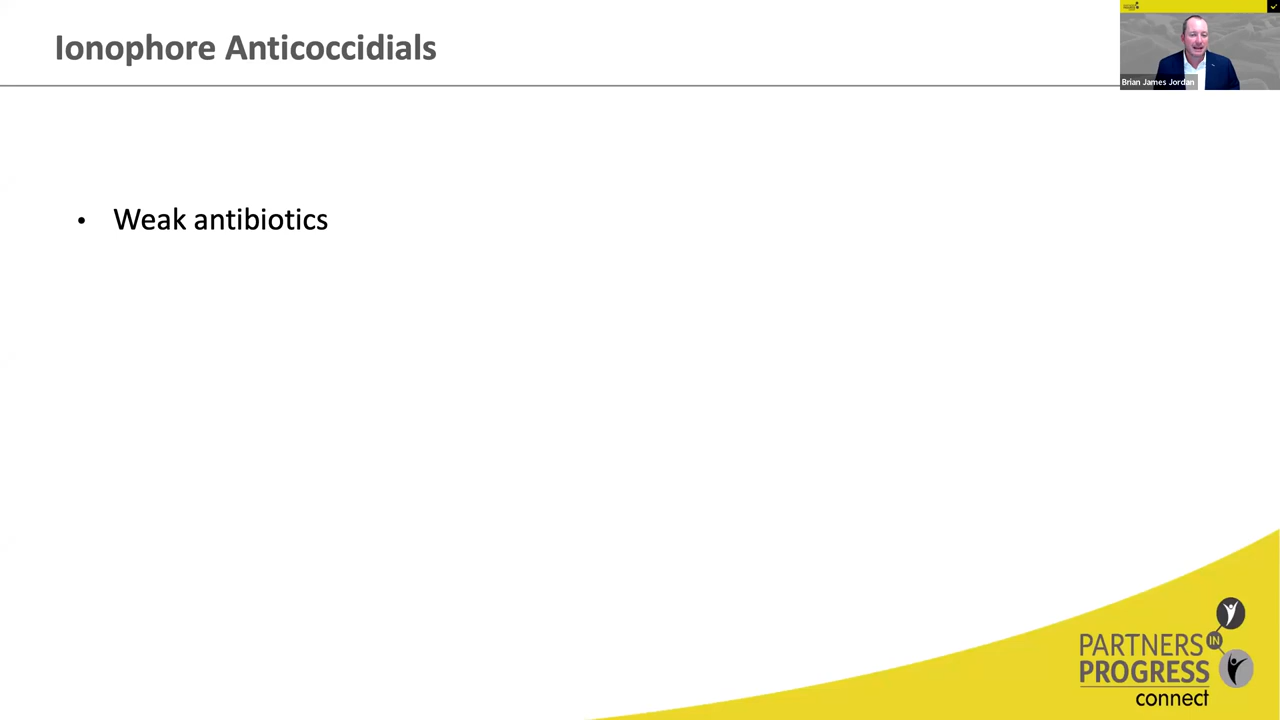 Ionophore Anticoccidials
Brian James Jordan
• Weak antibiotics
PARTNERS IN
PROGRESS
connect